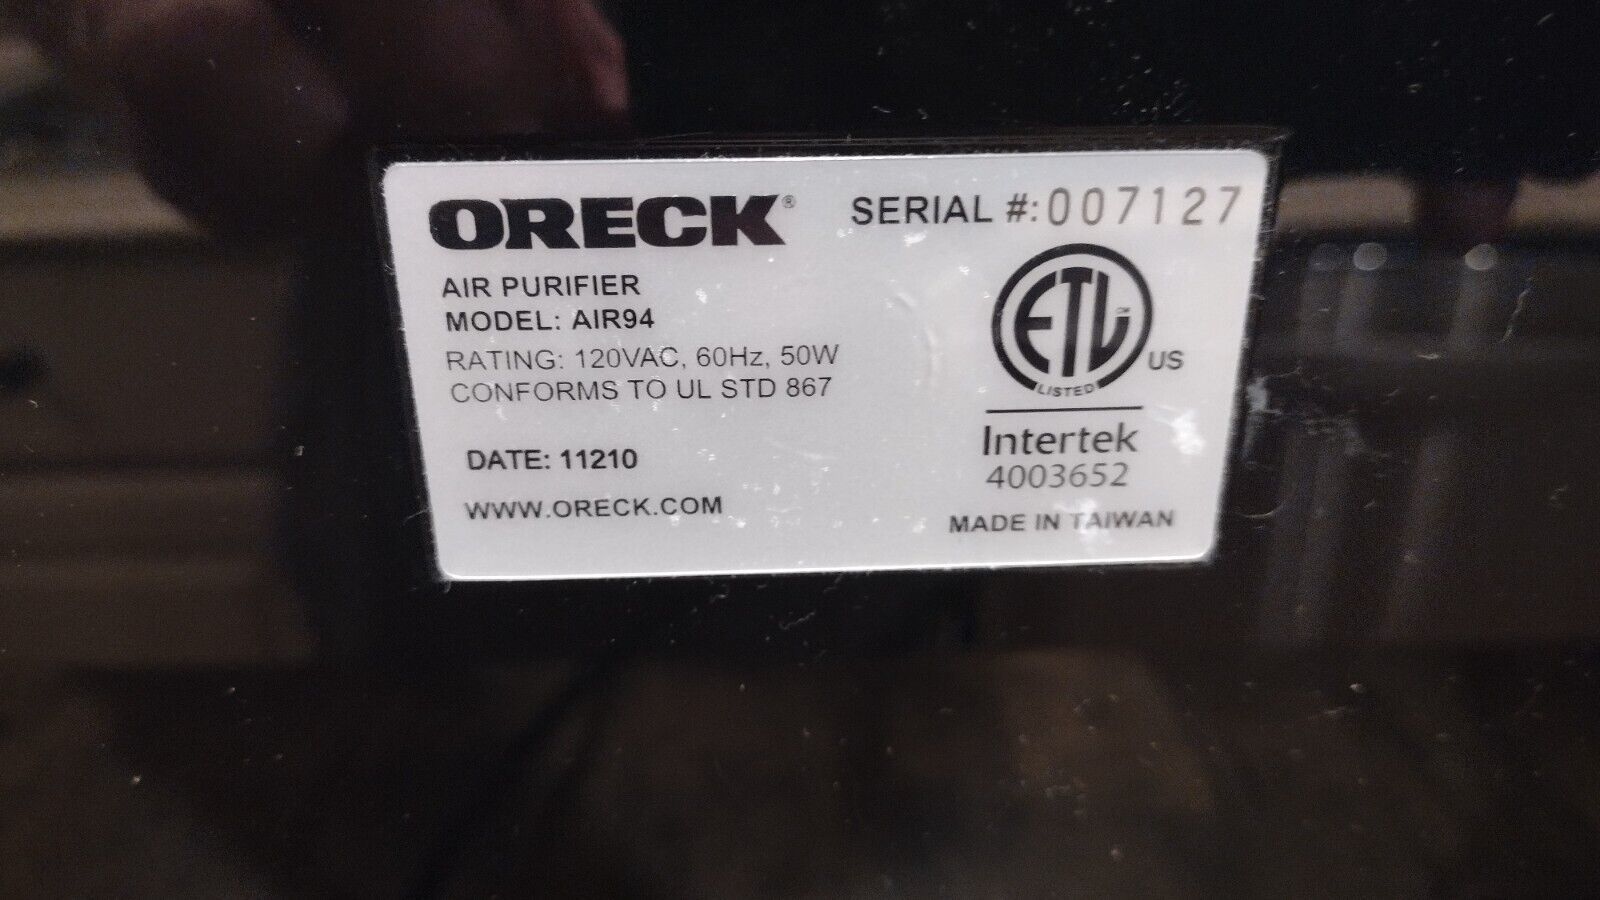 ORECK®
SERIAL #: 007127
AIR PURIFIER
MODEL: AIR94
RATING: 120VAC, 60Hz, 50W
CONFORMS TO UL STD 867
DATE: 11210
WWW.ORECK.COM
ETL CM
LISTED
US
Intertek
4003652
MADE IN TAIWAN